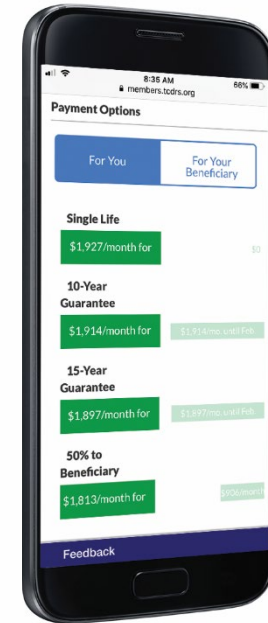 8:35 AM
66%
members.tcdrs.org
Payment Options
For You
For Your
Beneficiary
Single Life
$1,927/month for
$0
10-Year
Guarantee
$1,914/month for
$1,914/mo. until Feb
15-Year
Guarantee
$1,897/month for
$1,897/mo. until Feb
50% to
Beneficiary
$1,813/month for
$906/month
Feedback